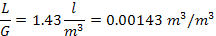 L/G = 1.43 l/m³ = 0.00143 m³/m³